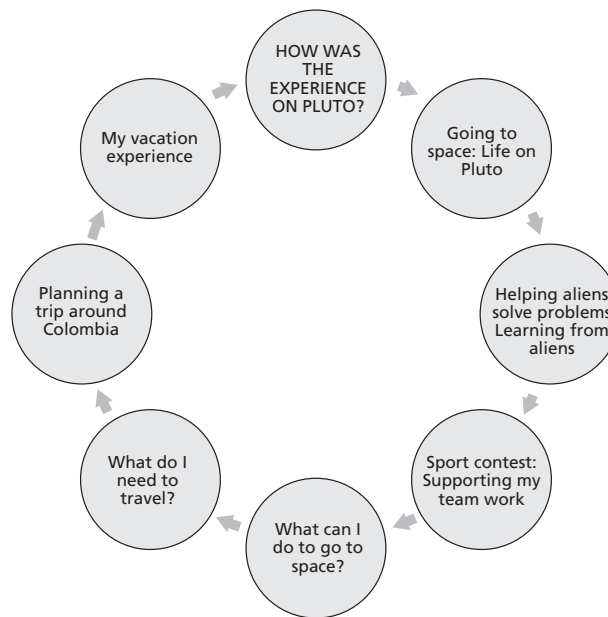 HOW WAS
THE
EXPERIENCE
ON PLUTO?
Going to
space: Life on
Pluto
Helping aliens
solve problems
Learning from
aliens
Sport contest:
Supporting my
team work
What can I
do to go to
space?
What do I
need to
travel?
Planning a
trip around
Colombia
My vacation
experience